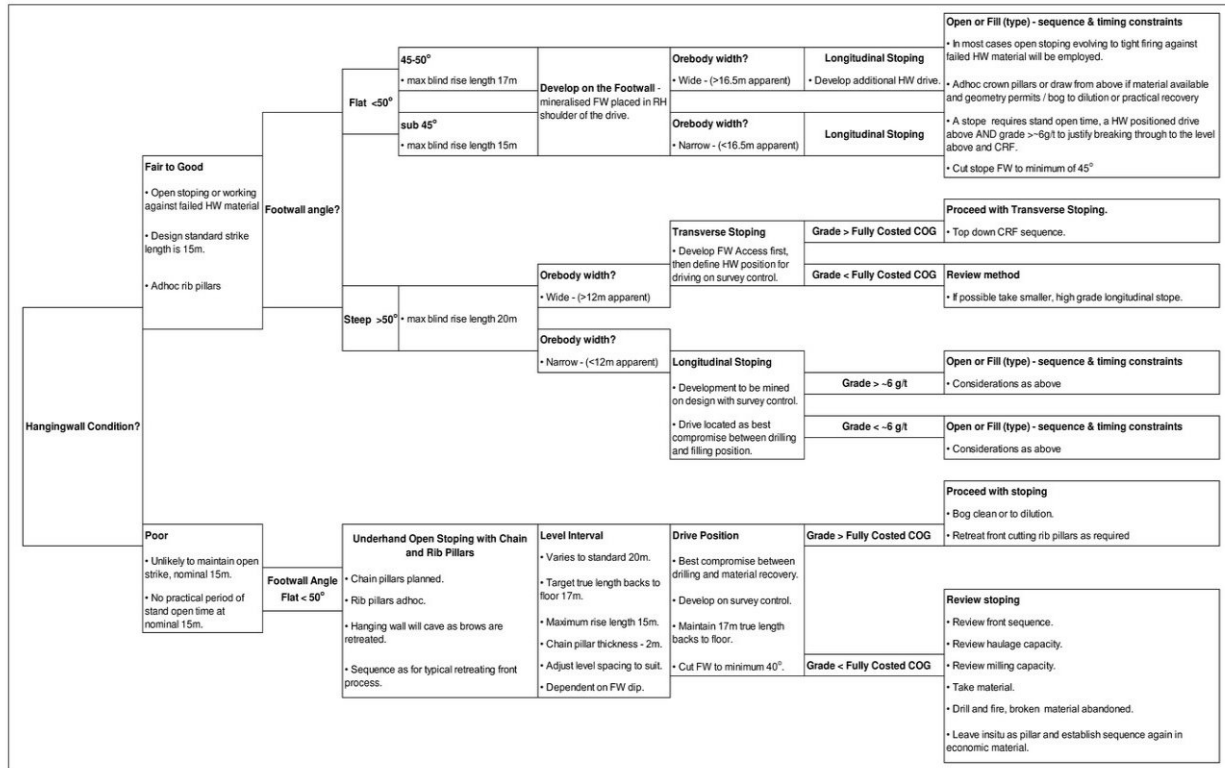 Hangingwall Condition?
Fair to Good
• Open stoping or working
against failed HW material
• Design standard strike
length is 15m.
• Adhoc rib pillars
Footwall angle?
Flat <50°
45-50°
• max blind rise length 17m
sub 45°
• max blind rise length 15m
Develop on the Footwall -
mineralised FW placed in RH
shoulder of the drive.
Orebody width?
• Wide - (>16.5m apparent)
Longitudinal Stoping
• Develop additional HW drive.
Orebody width?
• Narrow - (<16.5m apparent)
Longitudinal Stoping
Open or Fill (type) - sequence & timing constraints
• In most cases open stoping evolving to tight firing against
failed HW material will be employed.
• Adhoc crown pillars or draw from above if material available
and geometry permits / bog to dilution or practical recovery
• A stope requires stand open time, a HW positioned drive
above AND grade >~6g/t to justify breaking through to the level
above and CRF.
• Cut stope FW to minimum of 45°
Steep >50°
• max blind rise length 20m
Orebody width?
• Wide - (>12m apparent)
Transverse Stoping
• Develop FW Access first,
then define HW position for
driving on survey control.
Grade > Fully Costed COG
Proceed with Transverse Stoping.
• Top down CRF sequence.
Grade < Fully Costed COG
Review method
• If possible take smaller, high grade longitudinal stope.
Orebody width?
• Narrow - (<12m apparent)
Longitudinal Stoping
• Development to be mined
on design with survey control.
• Drive located as best
compromise between drilling
and filling position.
Grade > ~6 g/t
Open or Fill (type) - sequence & timing constraints
• Considerations as above
Grade < ~6 g/t
Open or Fill (type) - sequence & timing constraints
• Considerations as above
Poor
• Unlikely to maintain open
strike, nominal 15m.
• No practical period of
stand open time at
nominal 15m.
Footwall Angle
Flat < 50°
Underhand Open Stoping with Chain
and Rib Pillars
• Chain pillars planned.
• Rib pillars adhoc.
• Hanging wall will cave as brows are
retreated.
• Sequence as for typical retreating front
process.
Level Interval
• Varies to standard 20m.
• Target true length backs to
floor 17m.
• Maximum rise length 15m.
• Chain pillar thickness - 2m.
• Adjust level spacing to suit.
• Dependent on FW dip.
Drive Position
• Best compromise between
drilling and material recovery.
• Develop on survey control.
• Maintain 17m true length
backs to floor.
• Cut FW to minimum 40°.
Grade > Fully Costed COG
Proceed with stoping
• Bog clean or to dilution.
• Retreat front cutting rib pillars as required
Grade < Fully Costed COG
Review stoping
• Review front sequence.
• Review haulage capacity.
• Review milling capacity.
• Take material.
• Drill and fire, broken material abandoned.
• Leave insitu as pillar and establish sequence again in
economic material.